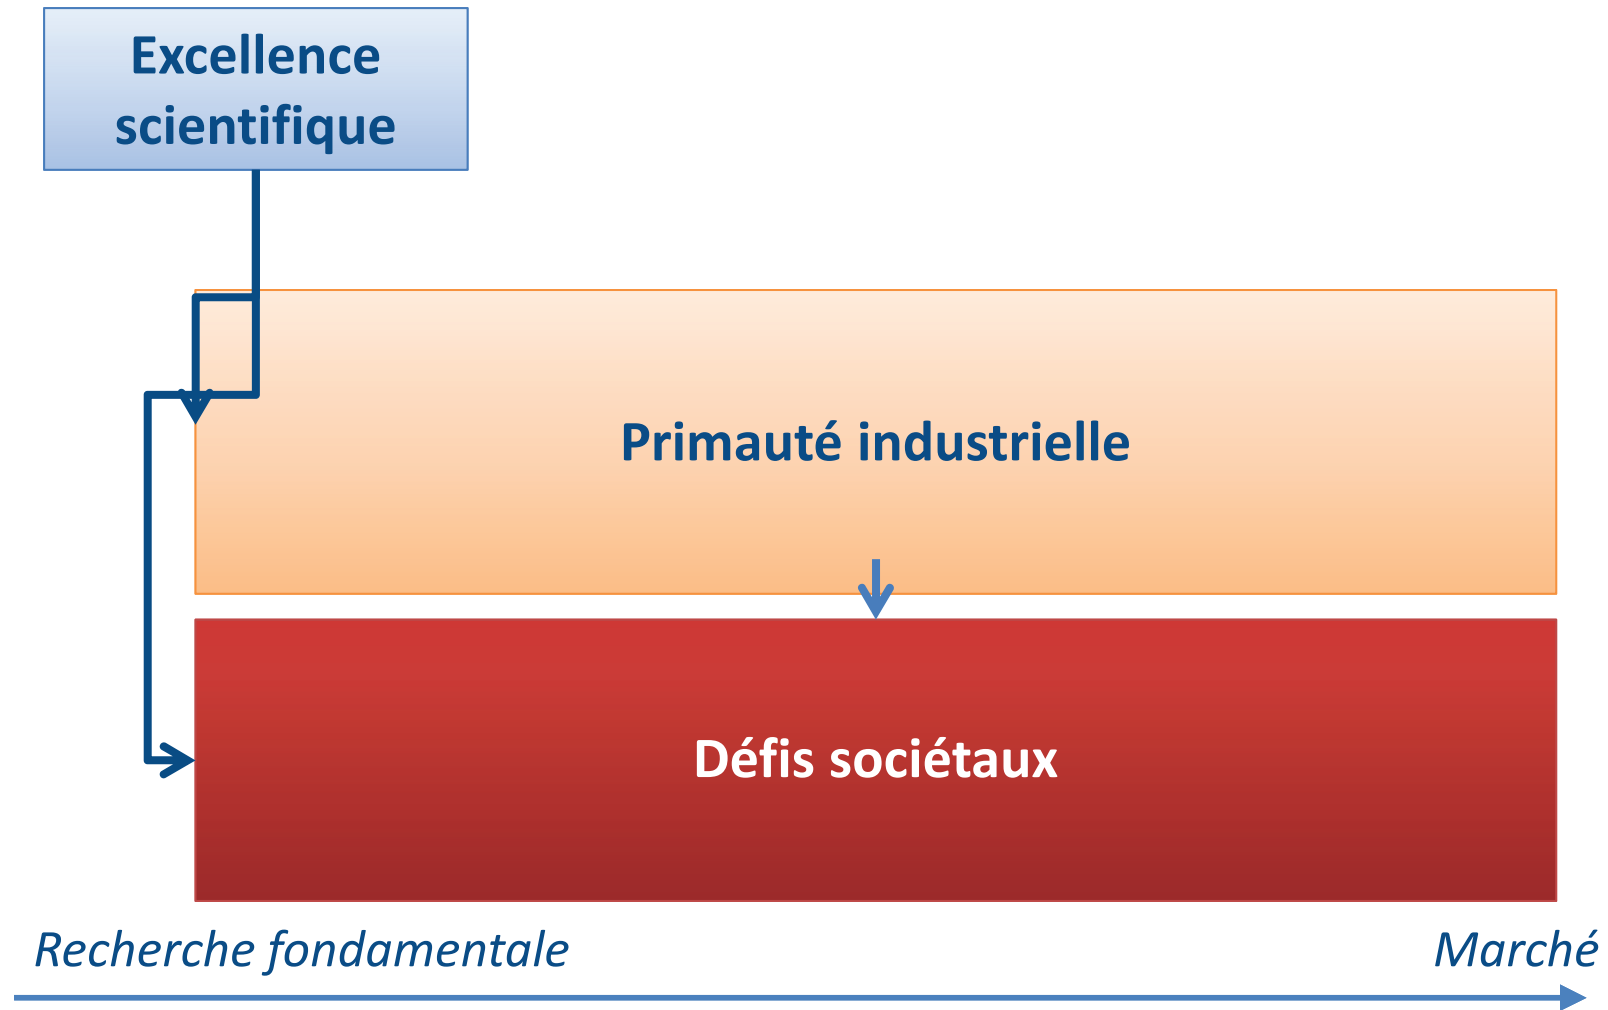 Excellence
scientifique
Primauté industrielle
Défis sociétaux
Recherche fondamentale
Marché